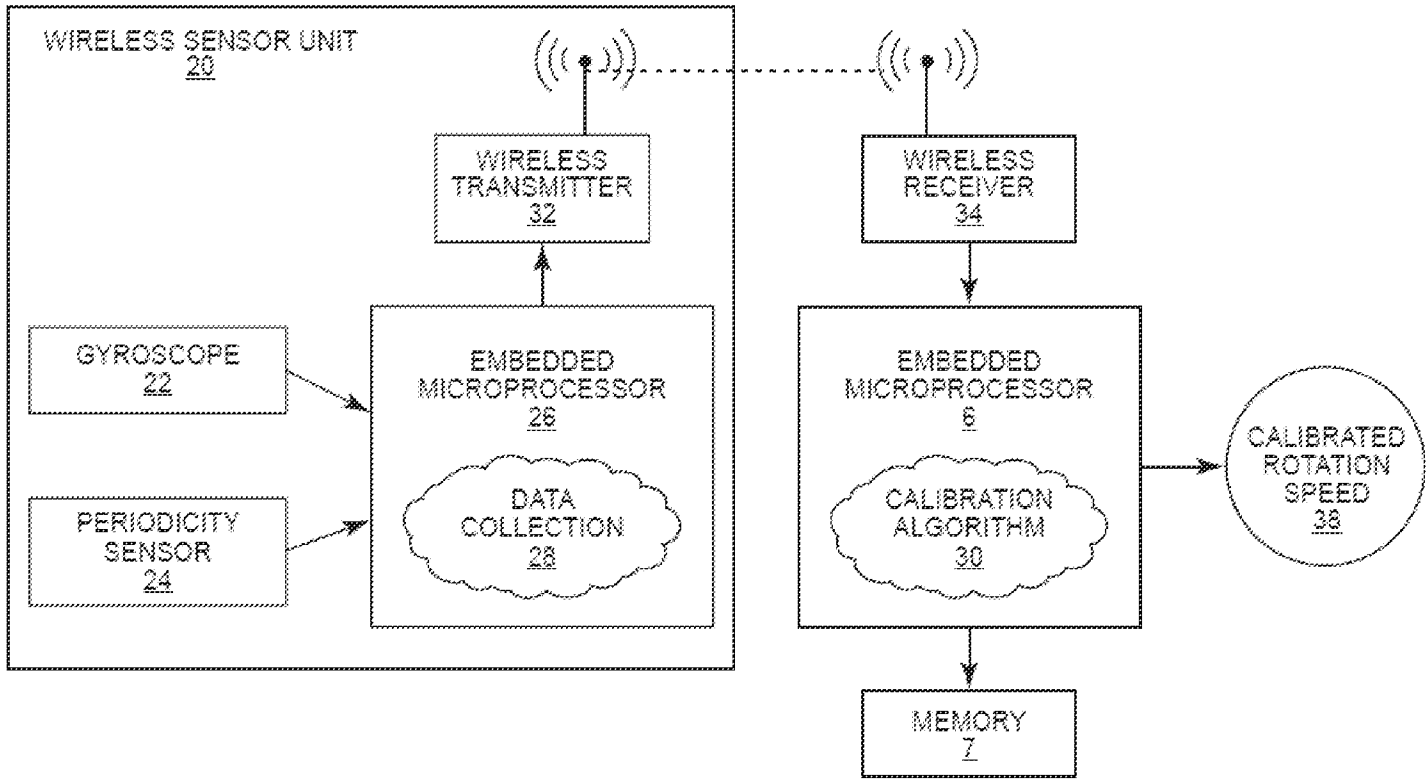 WIRELESS SENSOR UNIT
20
WIRELESS
TRANSMITTER
32
WIRELESS
RECEIVER
34
GYROSCOPE
22
PERIODICITY
SENSOR
24
EMBEDDED
MICROPROCESSOR
26
DATA
COLLECTION
28
EMBEDDED
MICROPROCESSOR
6
CALIBRATION
ALGORITHM
30
CALIBRATED
ROTATION
SPEED
38
MEMORY
7